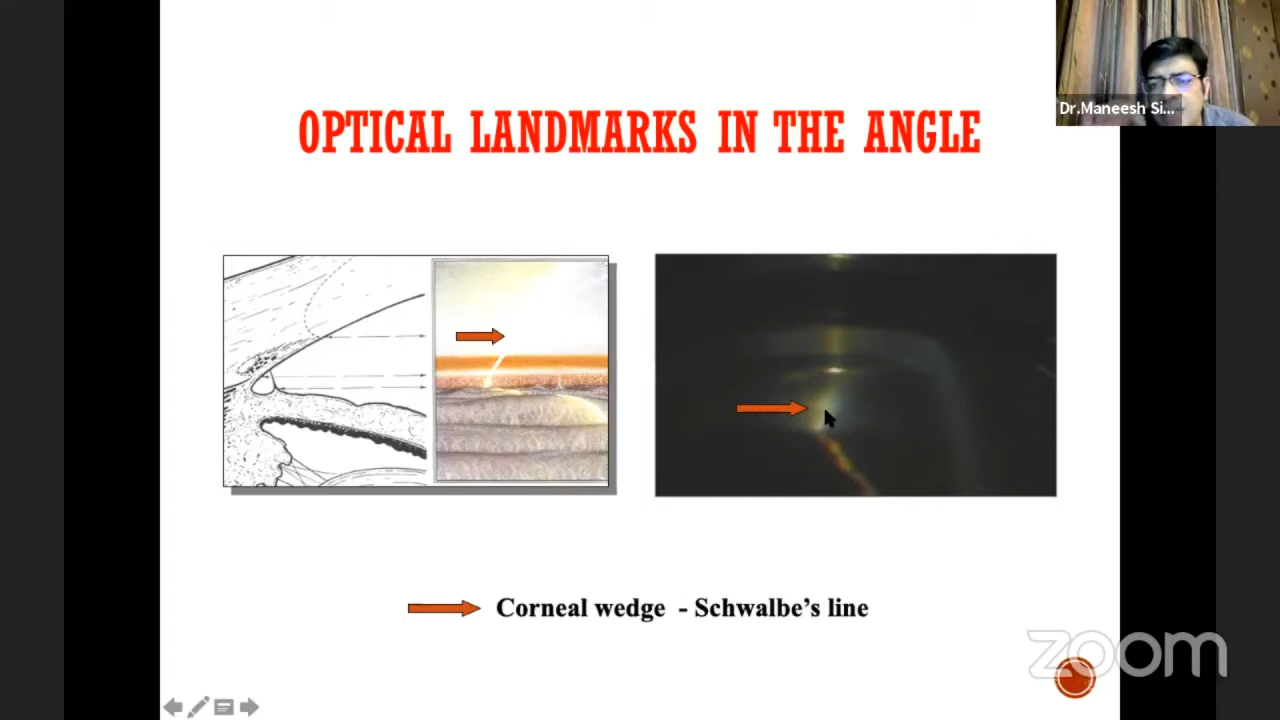 Dr.Maneesh Si...
OPTICAL LANDMARKS IN THE ANGLE
Corneal wedge - Schwalbe’s line
zoom